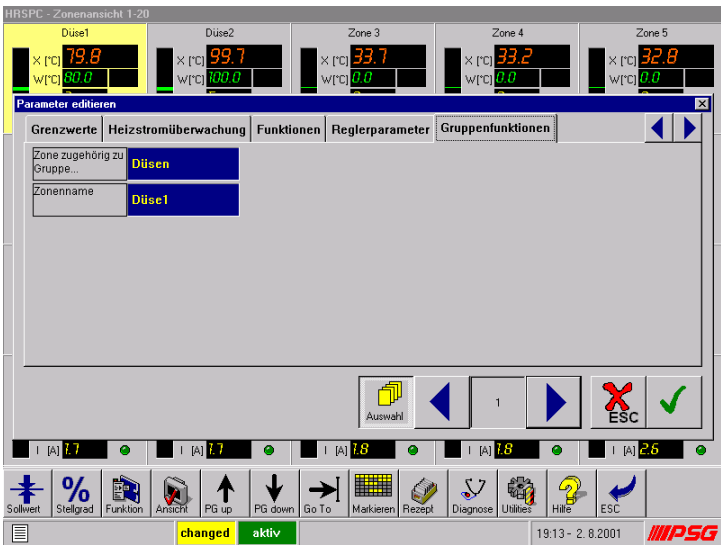 HRSPC - Zonenansicht 1-20
Düse1
Düse2
Zone 3
Zone 4
Zone 5
X [°C] 79.8
X [°C] 99.7
X [°C] 33.7
X [°C] 33.2
X [°C] 32.8
W[°C] 80.0
W[°C] 100.0
W[°C] 0.0
W[°C] 0.0
W[°C] 0.0
Parameter editieren
Grenzwerte
Heizstromüberwachung
Funktionen
Reglerparameter
Gruppenfunktionen
Zone zugehörig zu
Gruppe...
Düsen
Zonenname
Düse1
Auswahl
1
ESC
I [A] 1.7
I [A] 1.7
I [A] 1.8
I [A] 1.8
I [A] 2.6
Sollwert
Stellgrad
Funktion
Ansicht
PG up
PG down
Go To
Markieren
Rezept
Diagnose
Utilities
Hilfe
ESC
changed
aktiv
19:13 - 2. 8.2001
PSG